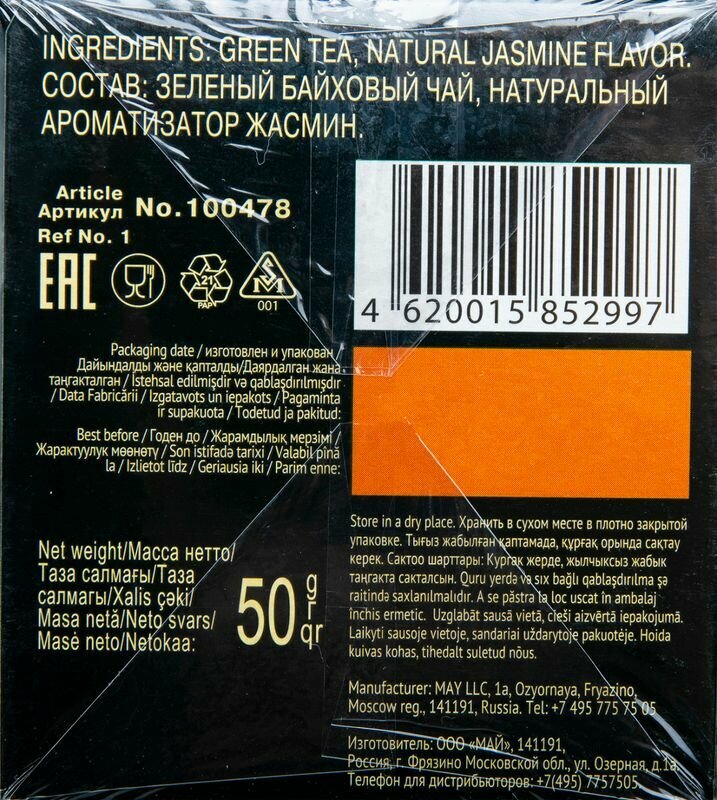 INGREDIENTS: GREEN TEA, NATURAL JASMINE FLAVOR.
СОСТАВ: ЗЕЛЕНЫЙ БАЙХОВЫЙ ЧАЙ, НАТУРАЛЬНЫЙ
АРОМАТИЗАТОР ЖАСМИН.
Article
Артикул No.100478
Ref No. 1
EAC
21
PAP
SM
001
4 620015 852997
Packaging date / изготовлен и упакован /
Дайындалды және қапталды/Даярдалган жана
таңгакталган / İstehsal edilmişdir və qablaşdırılmışdır
/ Data Fabricării / Izgatavots un iepakots / Pagaminta
ir supakuota / Todetud ja pakitud:
Best before / Годен до / Жарамдылық мерзімі /
Жарактуулук мөөнөтү / Son istifadə tarixi / Valabil pină
la / Izlietot līdz / Geriausia iki / Parim enne:
Net weight/Масса нетто/
Таза салмағы/Таза
салмагы/Xalis çəki/
Masa netă/Neto svars/
Masė neto/Netokaa:
50 g
г
qr
Store in a dry place. Хранить в сухом месте в плотно закрытой
упаковке. Тығыз жабылған қаптамада, құрғақ орында сақтау
керек. Сактоо шарттары: Кургак жерде, жылчыксыз жабык
таңгакта сакталсын. Quru yerdə və sıx bağlı qablaşdırılma şə
raitində saxlanılmalıdır. A se păstra la loc uscat în ambalaj
închis ermetic. Uzglabāt sausā vietā, cieši aizvērtā iepakojumā.
Laikyti sausoje vietoje, sandariai uždarytoje pakuotėje. Hoida
kuivas kohas, tihedalt suletud nõus.
Manufacturer: MAY LLC, 1a, Ozyornaya, Fryazino,
Moscow reg., 141191, Russia. Tel: +7 495 775 75 05
Изготовитель: ООО «МАЙ», 141191,
Россия, г. Фрязино Московской обл., ул. Озерная, д.1а.
Телефон для дистрибьюторов: +7(495) 7757505.